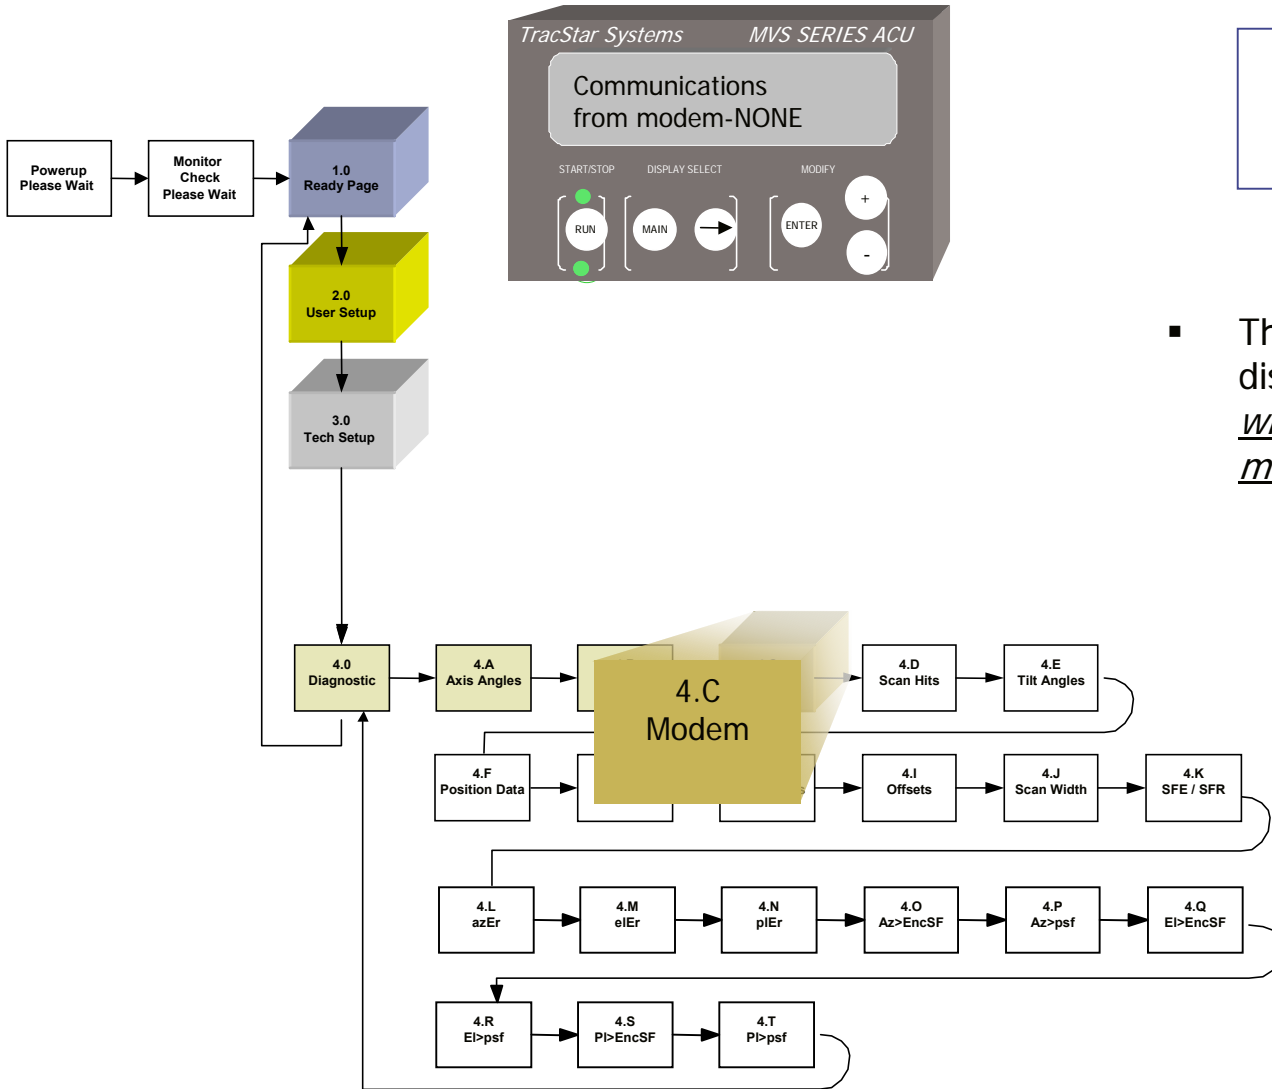 TracStar Systems MVS SERIES ACU
Communications
from modem-NONE
START/STOP DISPLAY SELECT MODIFY
RUN MAIN ENTER + -
Powerup
Please Wait
Monitor
Check
Please Wait
1.0
Ready Page
2.0
User Setup
3.0
Tech Setup
4.0
Diagnostic
4.A
Axis Angles
4.C
Modem
4.D
Scan Hits
4.E
Tilt Angles
4.F
Position Data
4.I
Offsets
4.J
Scan Width
4.K
SFE / SFR
4.L
azEr
4.M
elEr
4.N
plEr
4.O
Az>EncSF
4.P
Az>psf
4.Q
El>EncSF
4.R
El>psf
4.S
Pl>EncSF
4.T
Pl>psf